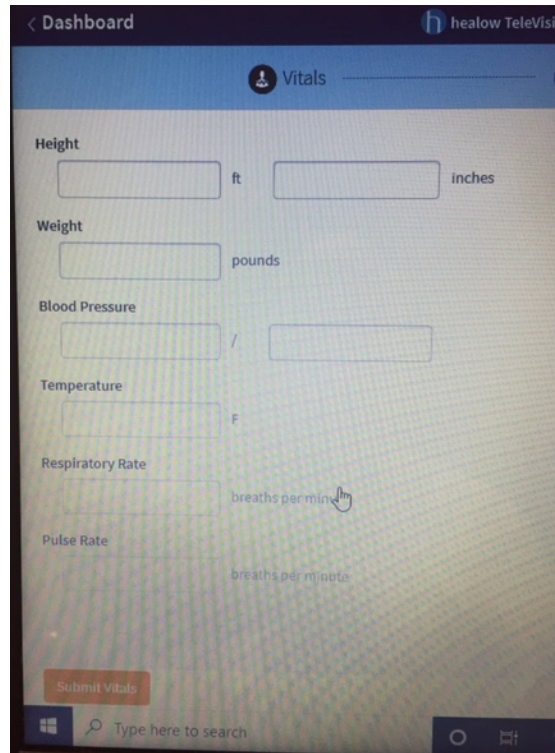 < Dashboard
healow TeleVisi
Vitals
Height
ft
inches
Weight
pounds
Blood Pressure
/
Temperature
F
Respiratory Rate
breaths per
Pulse Rate
breaths per minute
Submit Vitals
Type here to search